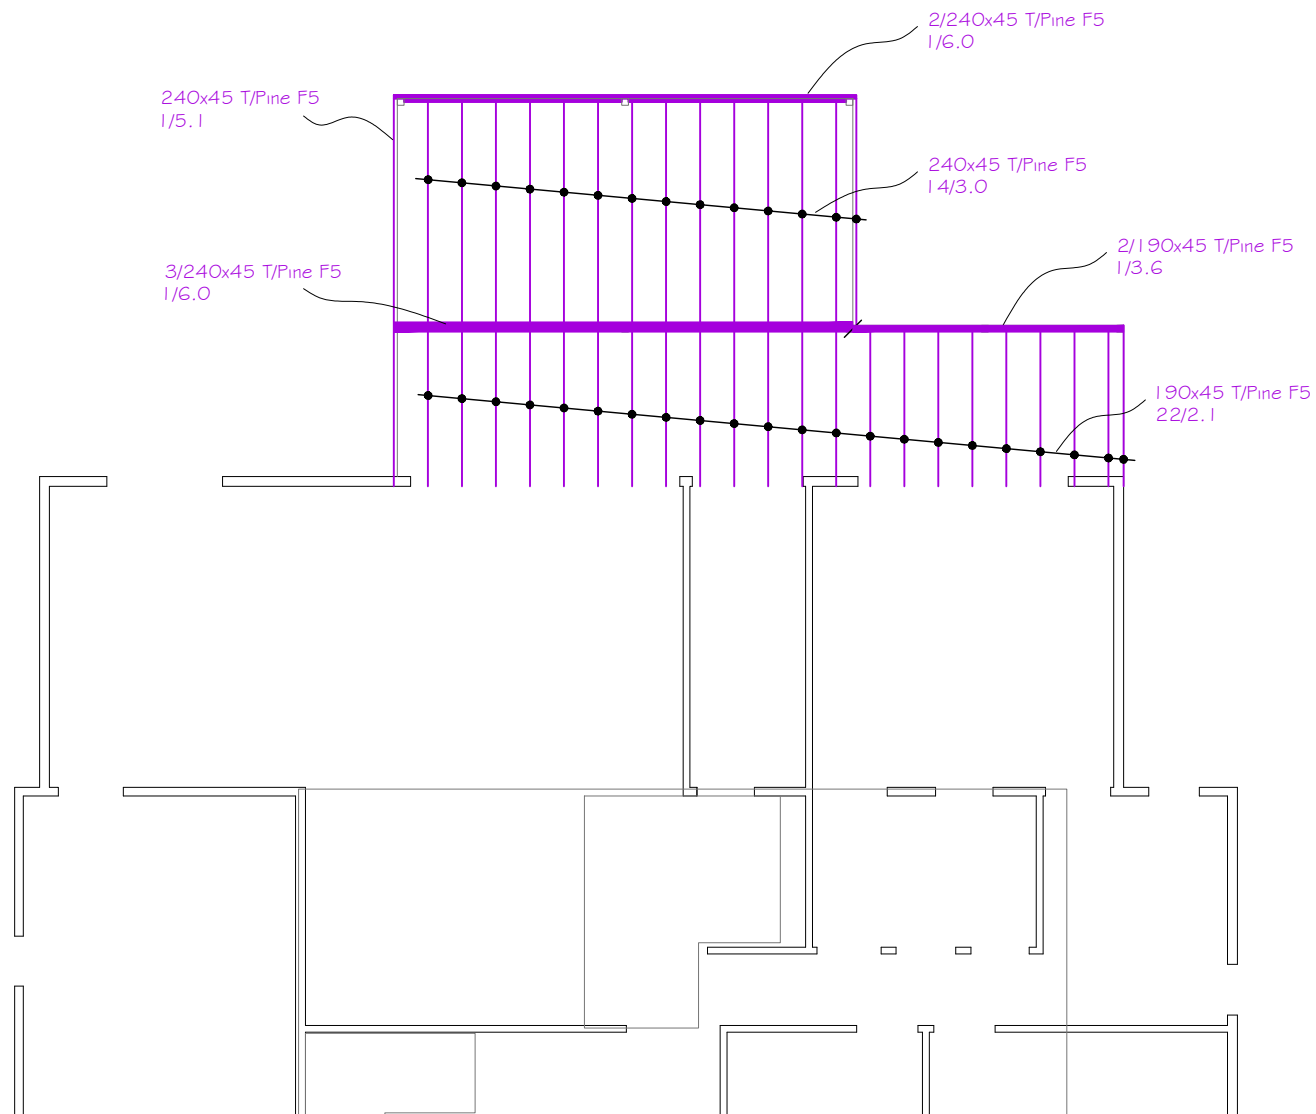 2/240x45 T/Pine F5
1/6.0
240x45 T/Pine F5
1/5.1
240x45 T/Pine F5
14/3.0
2/190x45 T/Pine F5
1/3.6
3/240x45 T/Pine F5
1/6.0
190x45 T/Pine F5
22/2.1